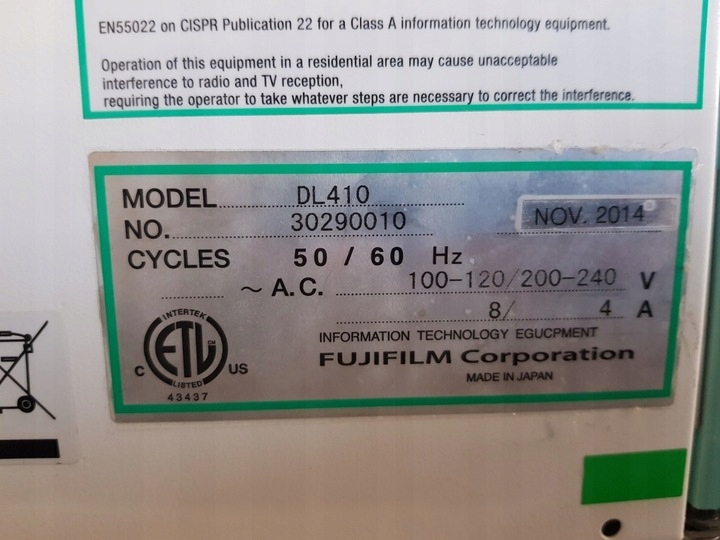 EN55022 on CISPR Publication 22 for a Class A information technology equipment.
Operation of this equipment in a residential area may cause unacceptable
interference to radio and TV reception,
requiring the operator to take whatever steps are necessary to correct the interference.
MODEL DL410
NO. 30290010
NOV. 2014
CYCLES 50 / 60 Hz
~ A.C. 100-120/200-240 V
8/ 4 A
INTERTEK
ETL
CM
LISTED
C US
43437
INFORMATION TECHNOLOGY EGUCPMENT
FUJIFILM Corporation
MADE IN JAPAN